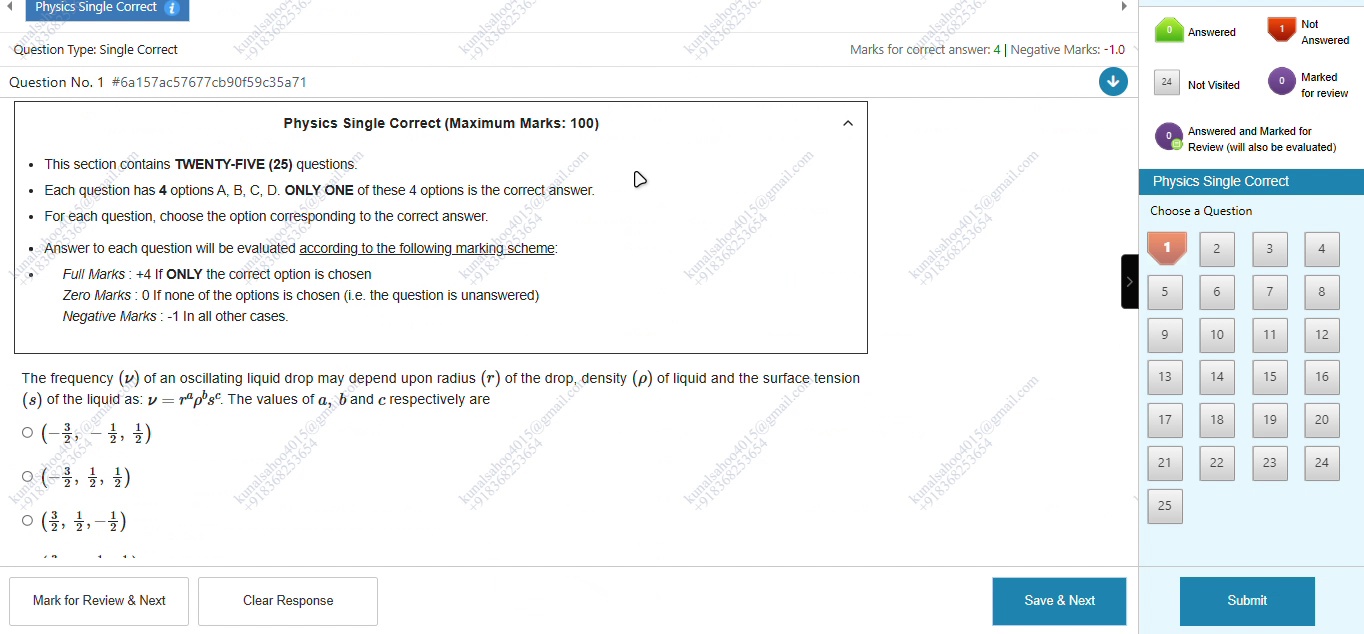 Physics Single Correct i
Question Type: Single Correct
Marks for correct answer: 4 | Negative Marks: -1.0
Question No. 1 #6a157ac57677cb90f59c35a71
Physics Single Correct (Maximum Marks: 100)
• This section contains TWENTY-FIVE (25) questions.
• Each question has 4 options A, B, C, D. ONLY ONE of these 4 options is the correct answer.
• For each question, choose the option corresponding to the correct answer.
• Answer to each question will be evaluated according to the following marking scheme:
• Full Marks : +4 If ONLY the correct option is chosen
Zero Marks : 0 If none of the options is chosen (i.e. the question is unanswered)
Negative Marks : -1 In all other cases.
The frequency (ν) of an oscillating liquid drop may depend upon radius (r) of the drop, density (ρ) of liquid and the surface tension
(s) of the liquid as: ν = r^a ρ^b s^c. The values of a, b and c respectively are
(−3/2, −1/2, 1/2)
(−3/2, 1/2, 1/2)
(3/2, 1/2, −1/2)
Mark for Review & Next
Clear Response
Save & Next
0 Answered
1 Not
Answered
24 Not Visited
0 Marked
for review
0 Answered and Marked for
Review (will also be evaluated)
Physics Single Correct
Choose a Question
1 2 3 4
5 6 7 8
9 10 11 12
13 14 15 16
17 18 19 20
21 22 23 24
25
Submit
kunalsahoo4015@gmail.com
+918368253654